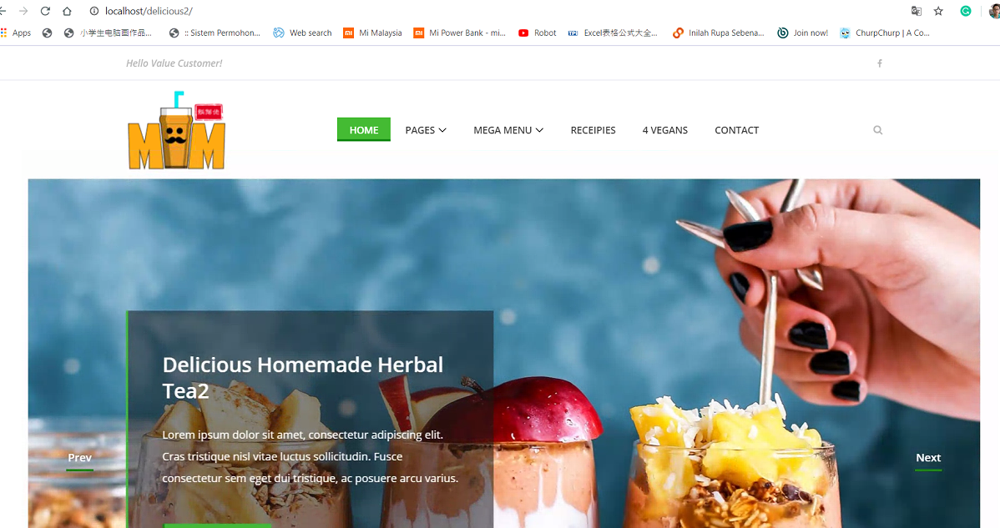 localhost/delicious2/
Apps
小学生电脑画作品...
:: Sistem Permohon...
Web search
Mi Malaysia
Mi Power Bank - mi...
Robot
Excel表格公式大全...
Inilah Rupa Sebena...
Join now!
ChurpChurp | A Co...
Hello Value Customer!
M M
HOME PAGES MEGA MENU RECEIPIES 4 VEGANS CONTACT
Delicious Homemade Herbal
Tea2
Lorem ipsum dolor sit amet, consectetur adipiscing elit.
Cras tristique nisl vitae luctus sollicitudin. Fusce
consectetur sem eget dui tristique, ac posuere arcu varius.
Prev
Next